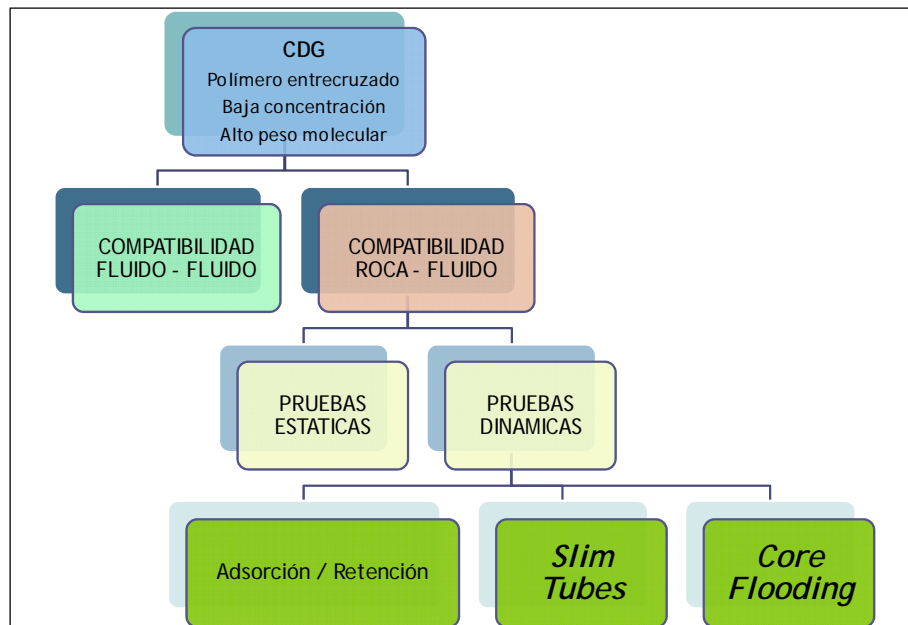 CDG
Polímero entrecruzado
Baja concentración
Alto peso molecular
COMPATIBILIDAD
FLUIDO - FLUIDO
COMPATIBILIDAD
ROCA - FLUIDO
PRUEBAS
ESTATICAS
PRUEBAS
DINAMICAS
Adsorción / Retención
Slim
Tubes
Core
Flooding